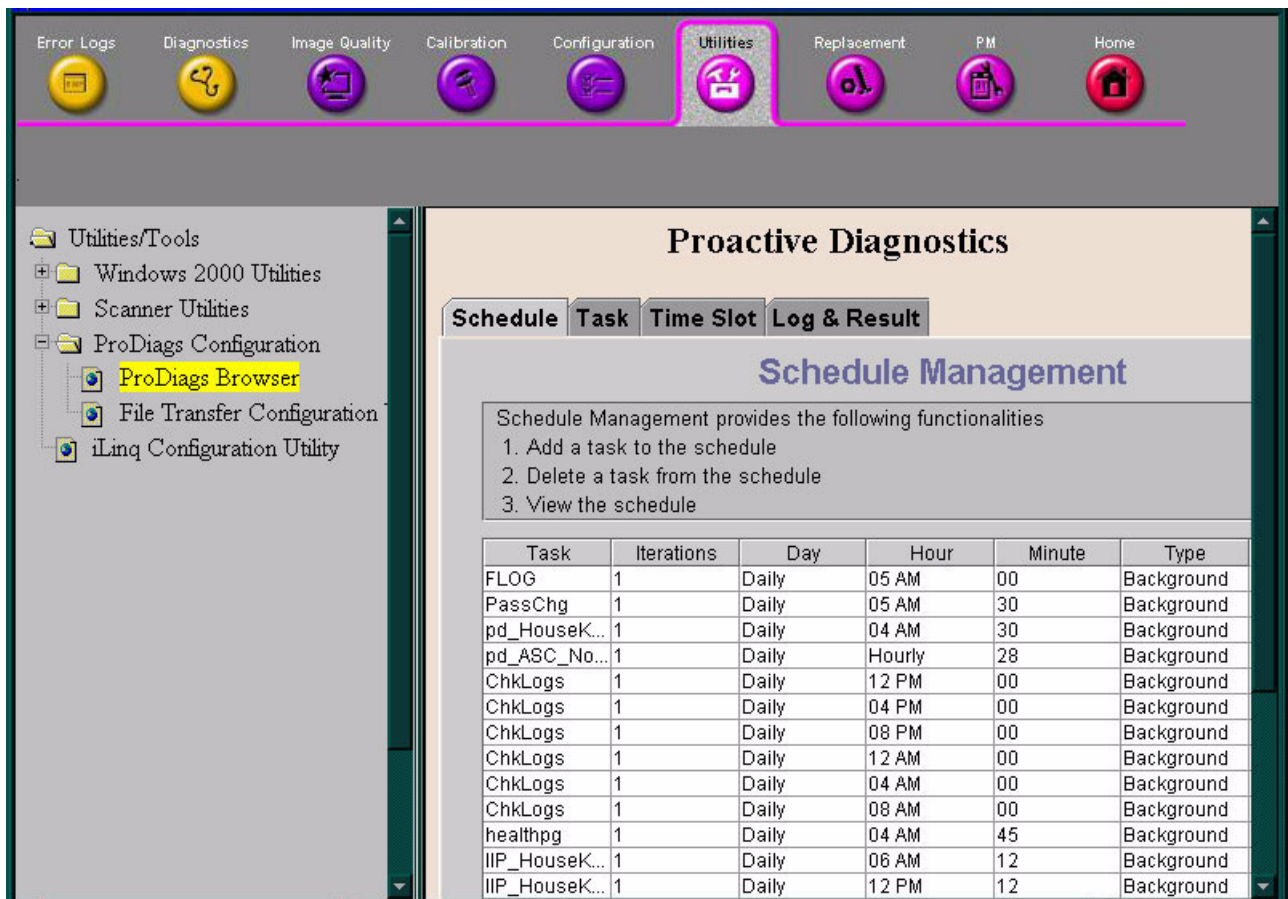 Error Logs Diagnostics Image Quality Calibration Configuration Utilities Replacement PM Home
Utilities/Tools
Windows 2000 Utilities
Scanner Utilities
ProDiags Configuration
ProDiags Browser
File Transfer Configuration
iLinq Configuration Utility
Proactive Diagnostics
Schedule Task Time Slot Log & Result
Schedule Management
Schedule Management provides the following functionalities
1. Add a task to the schedule
2. Delete a task from the schedule
3. View the schedule
Task Iterations Day Hour Minute Type
FLOG 1 Daily 05 AM 00 Background
PassChg 1 Daily 05 AM 30 Background
pd_HouseK... 1 Daily 04 AM 30 Background
pd_ASC_No... 1 Daily Hourly 28 Background
ChkLogs 1 Daily 12 PM 00 Background
ChkLogs 1 Daily 04 PM 00 Background
ChkLogs 1 Daily 08 PM 00 Background
ChkLogs 1 Daily 12 AM 00 Background
ChkLogs 1 Daily 04 AM 00 Background
ChkLogs 1 Daily 08 AM 00 Background
healthpg 1 Daily 04 AM 45 Background
IIP_HouseK... 1 Daily 06 AM 12 Background
IIP_HouseK... 1 Daily 12 PM 12 Background